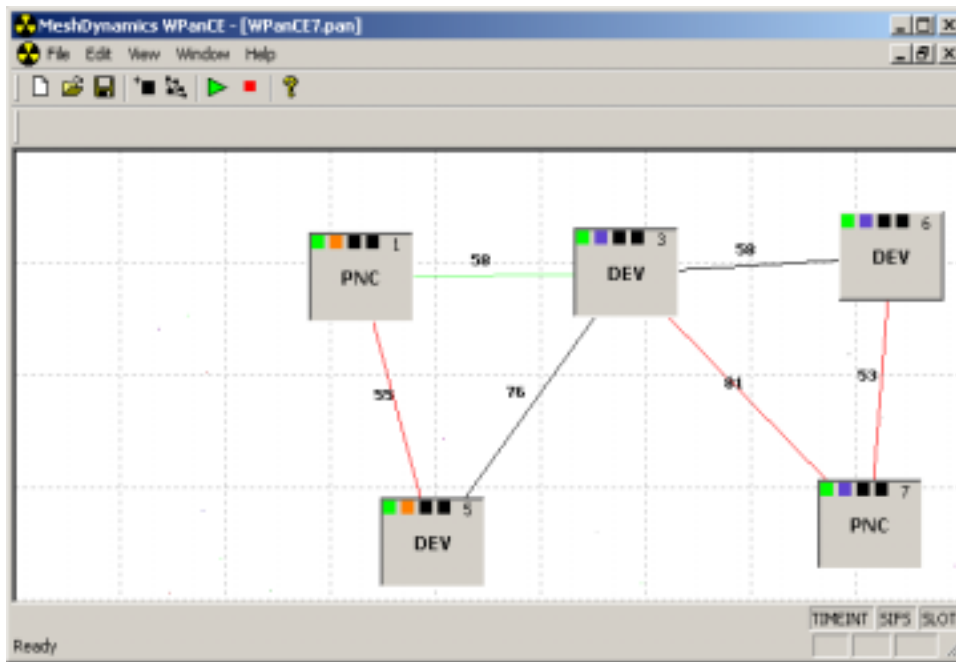 MeshDynamics WPanCE - [WPanCE7.pan]
File Edit View Window Help
1
PNC
58
3
DEV
58
6
DEV
55
76
81
53
5
DEV
7
PNC
TIMEINT SIFS SLOT
Ready